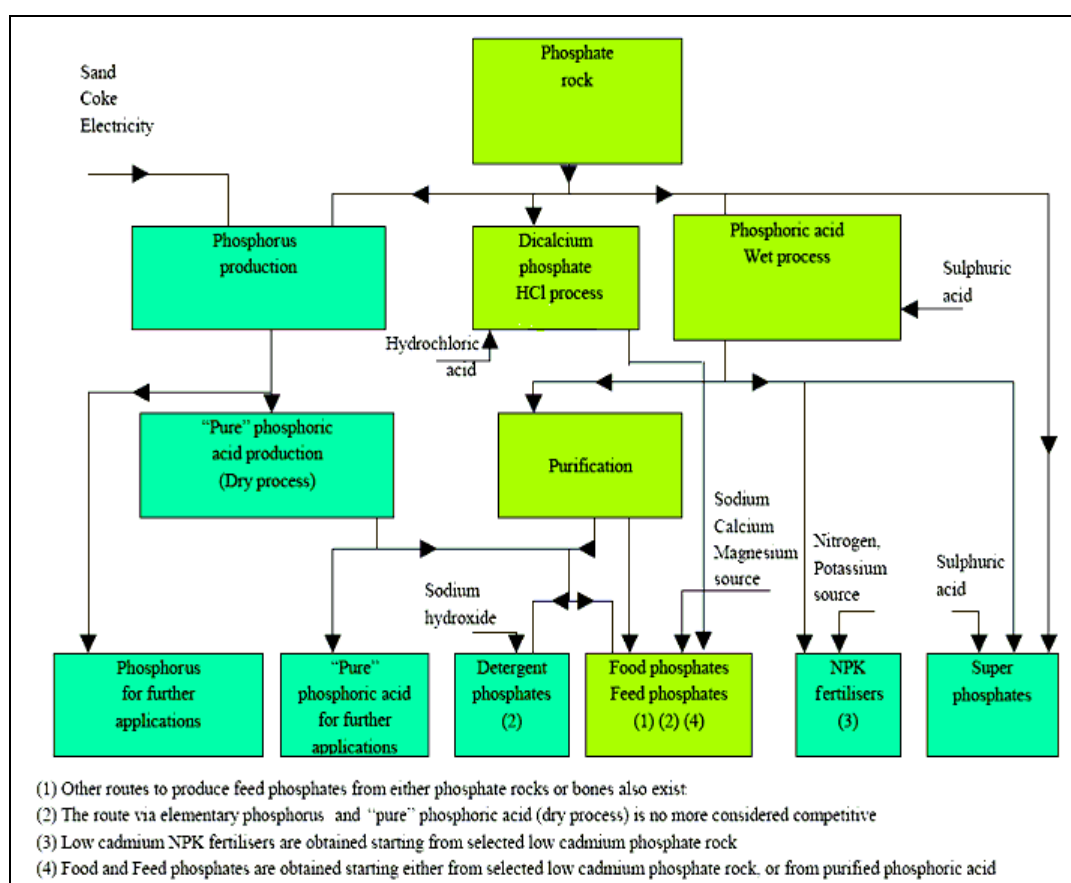 Phosphate
rock
Sand
Coke
Electricity
Phosphorus
production
Dicalcium
phosphate
HCl process
Phosphoric acid
Wet process
Sulphuric
acid
Hydrochloric
acid
“Pure” phosphoric
acid production
(Dry process)
Purification
Sodium
Calcium
Magnesium
source
Nitrogen,
Potassium
source
Sulphuric
acid
Sodium
hydroxide
Phosphorus
for further
applications
“Pure”
phosphoric acid
for further
applications
Detergent
phosphates
(2)
Food phosphates
Feed phosphates
(1) (2) (4)
NPK
fertilisers
(3)
Super
phosphates
(1) Other routes to produce feed phosphates from either phosphate rocks or bones also exist.
(2) The route via elementary phosphorus and “pure” phosphoric acid (dry process) is no more considered competitive
(3) Low cadmium NPK fertilisers are obtained starting from selected low cadmium phosphate rock
(4) Food and Feed phosphates are obtained starting either from selected low cadmium phosphate rock, or from purified phosphoric acid